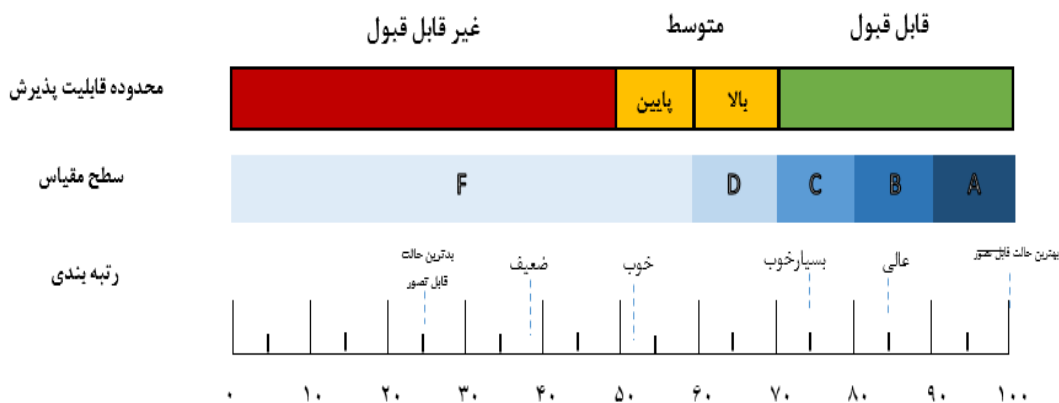 قابل قبول
متوسط
غیر قابل قبول
محدوده قابلیت پذیرش
بالا
پایین
سطح مقیاس
F
D
C
B
A
رتبه بندی
بدترین حالت
قابل تصور
ضعیف
خوب
بسیارخوب
عالی
بهترین حالت قابل تصور
۰ ۱۰ ۲۰ ۳۰ ۴۰ ۵۰ ۶۰ ۷۰ ۸۰ ۹۰ ۱۰۰